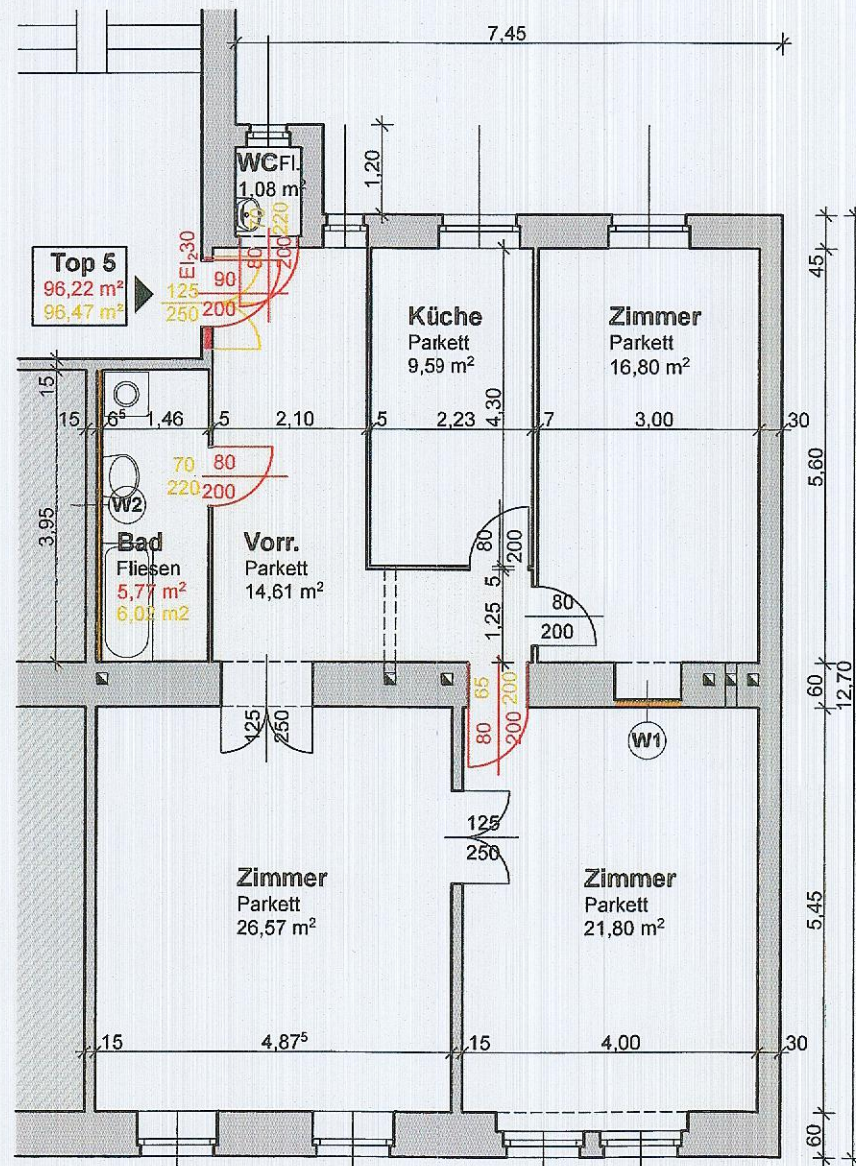 7,45
WC Fl.
1,08 m²
1,20
70
220
80
200
EI₂30
Top 5
96,22 m²
96,47 m²
90
200
125
250
45
Küche
Parkett
9,59 m²
Zimmer
Parkett
16,80 m²
15
15
6⁵
1,46
5
2,10
5
2,23
4,30
7
3,00
30
5,60
70
220
80
200
W2
3,95
Bad
Fliesen
5,77 m²
6,02 m2
Vorr.
Parkett
14,61 m²
80
200
5
1,25
80
200
60
12,70
65
200
80
200
125
250
W1
125
250
Zimmer
Parkett
26,57 m²
Zimmer
Parkett
21,80 m²
5,45
15
4,87⁵
15
4,00
30
60